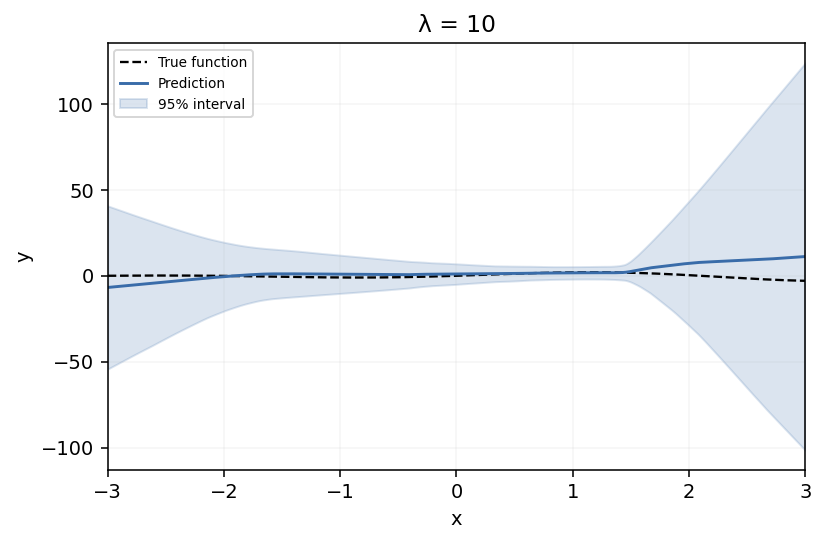 λ = 10
True function
Prediction
95% interval
100
50
0
−50
−100
y
−3 −2 −1 0 1 2 3
x